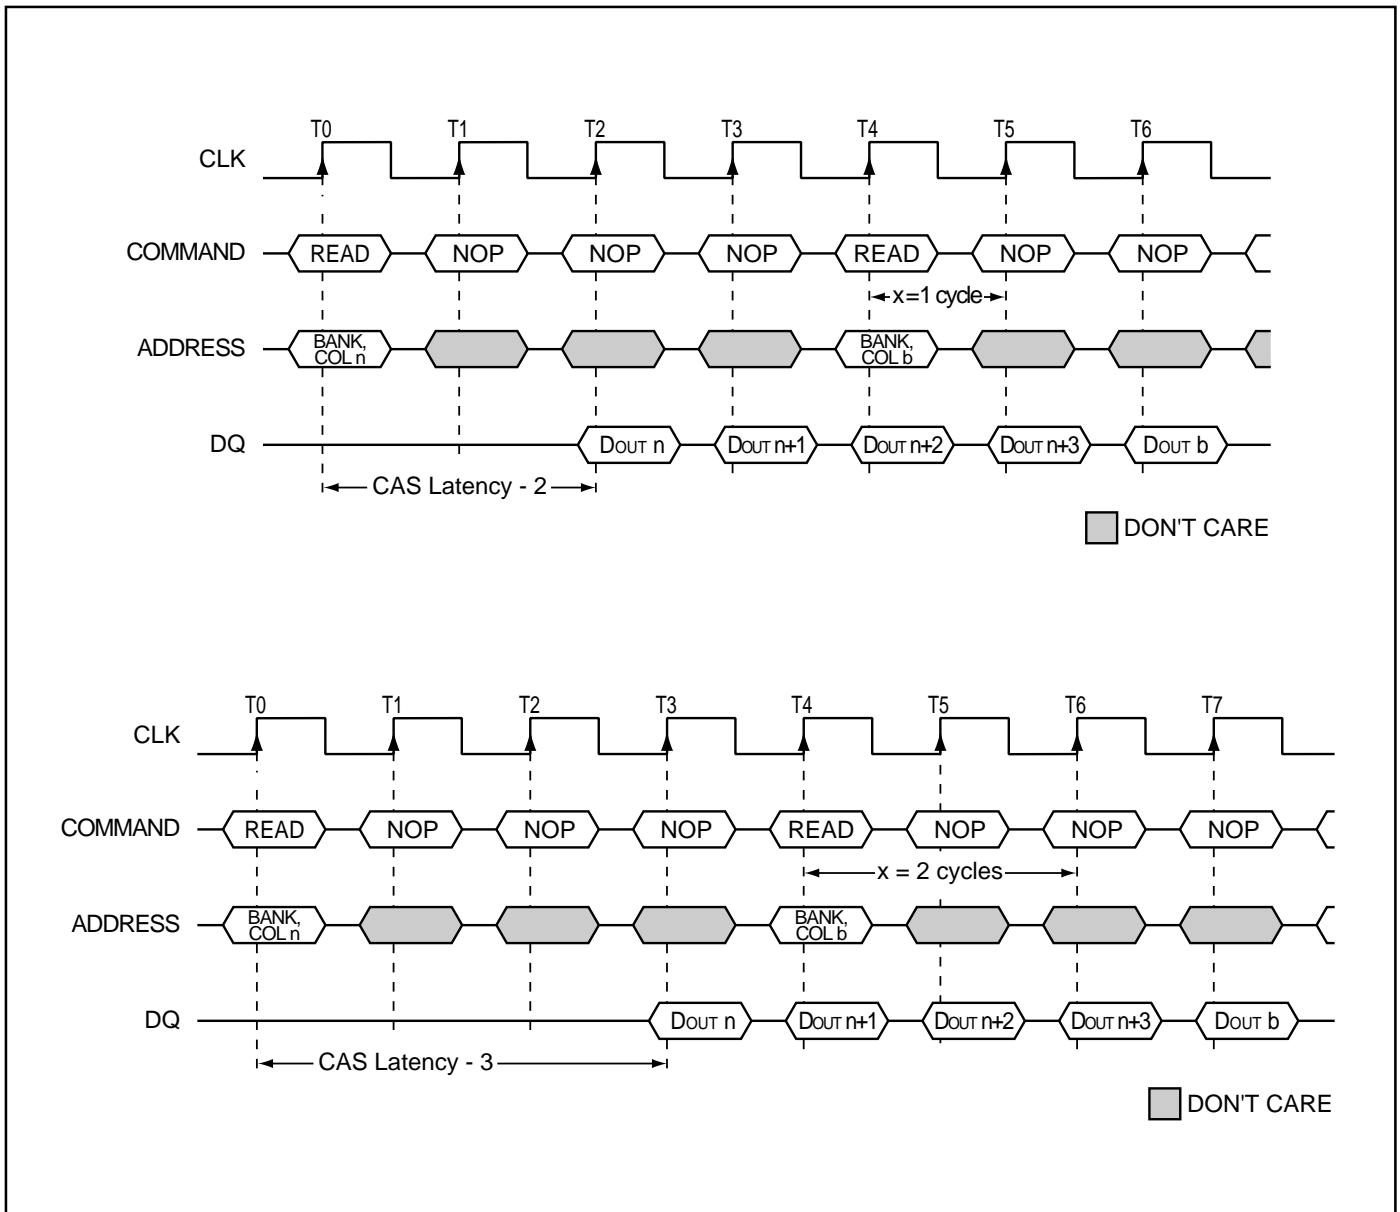 T0 T1 T2 T3 T4 T5 T6
CLK
COMMAND READ NOP NOP NOP READ NOP NOP
x=1 cycle
ADDRESS BANK, COL n BANK, COL b
DQ DOUT n DOUT n+1 DOUT n+2 DOUT n+3 DOUT b
CAS Latency - 2
DON'T CARE
T0 T1 T2 T3 T4 T5 T6 T7
CLK
COMMAND READ NOP NOP NOP READ NOP NOP NOP
x = 2 cycles
ADDRESS BANK, COL n BANK, COL b
DQ DOUT n DOUT n+1 DOUT n+2 DOUT n+3 DOUT b
CAS Latency - 3
DON'T CARE